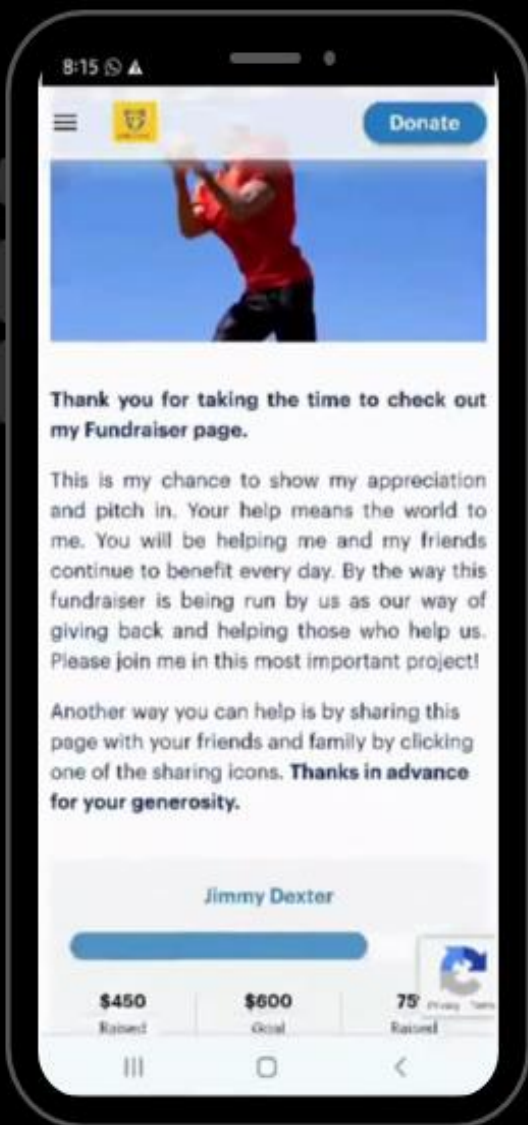 8:15
Donate
Thank you for taking the time to check out
my Fundraiser page.
This is my chance to show my appreciation
and pitch in. Your help means the world to
me. You will be helping me and my friends
continue to benefit every day. By the way this
fundraiser is being run by us as our way of
giving back and helping those who help us.
Please join me in this most important project!
Another way you can help is by sharing this
page with your friends and family by clicking
one of the sharing icons. Thanks in advance
for your generosity.
Jimmy Dexter
$450 $600 75
Privacy Terms
Raised Goal Raised